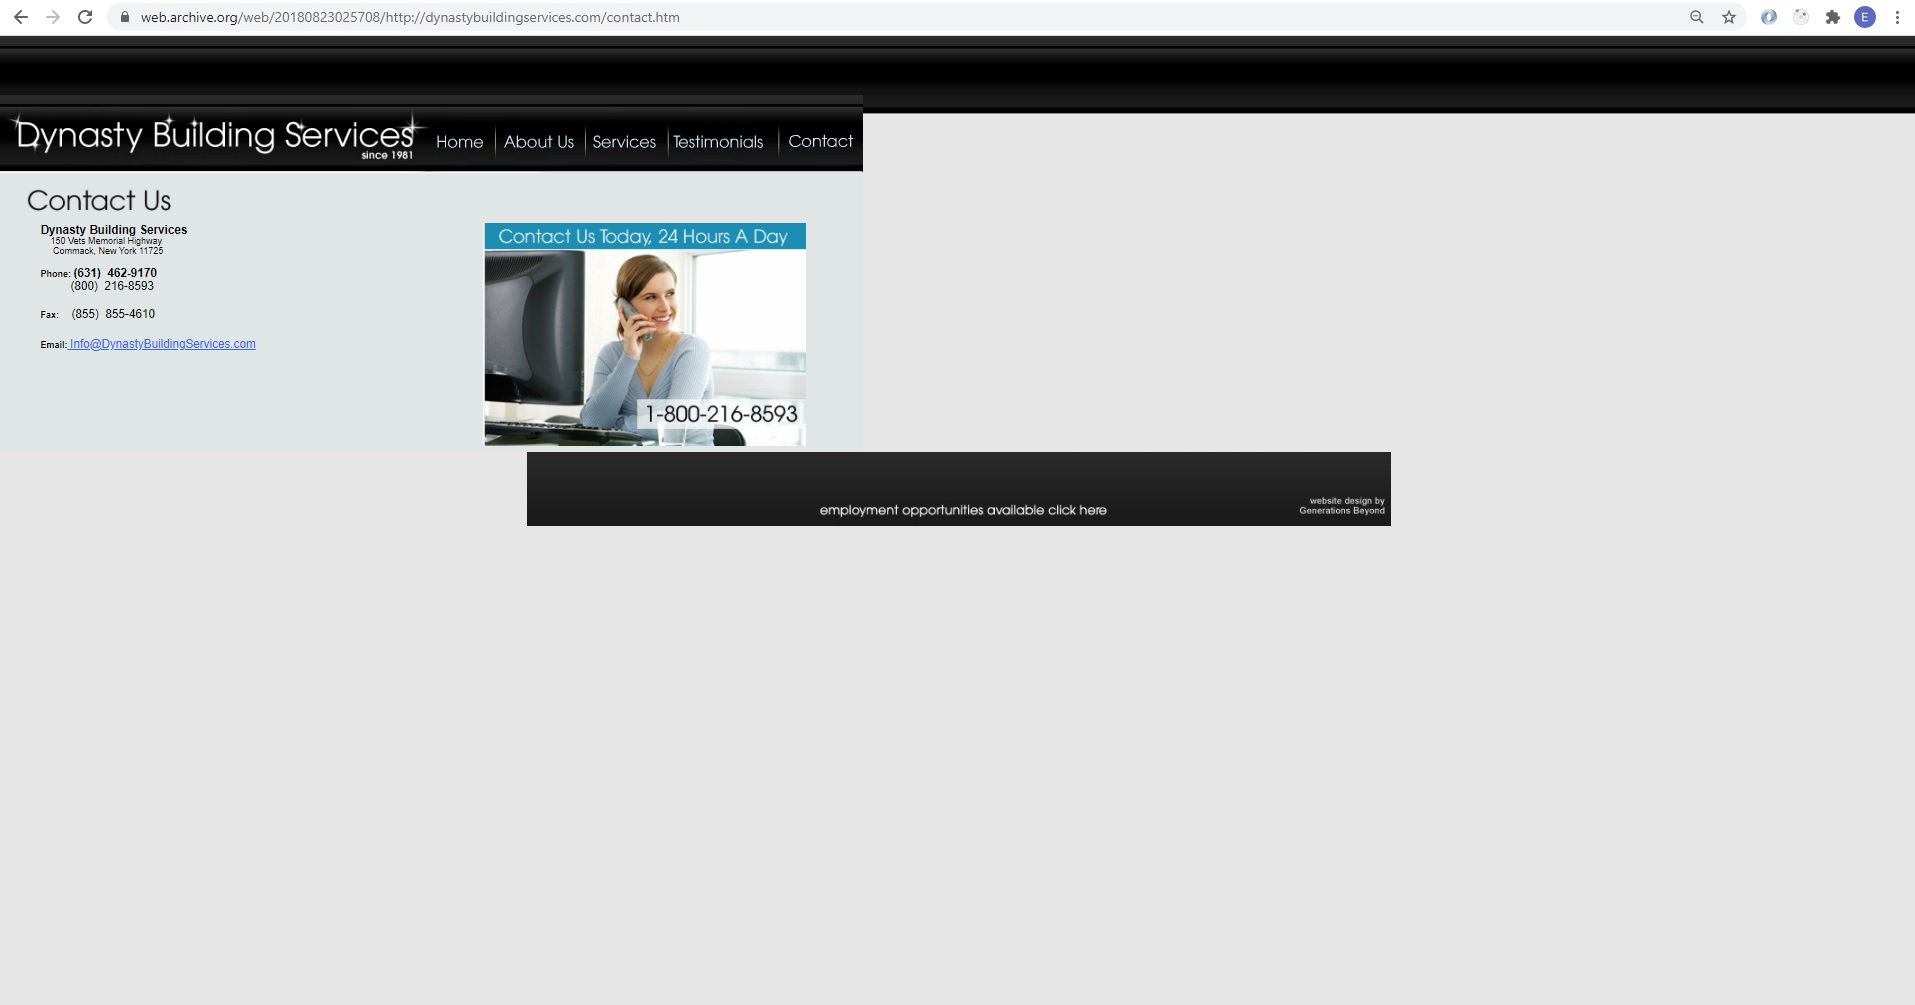 web.archive.org/web/20180823025708/http://dynastybuildingservices.com/contact.htm
E
Dynasty Building Services
since 1981
Home
About Us
Services
Testimonials
Contact
Contact Us
Dynasty Building Services
150 Vets Memorial Highway
Commack, New York 11725
Phone: (631) 462-9170
(800) 216-8593
Fax: (855) 855-4610
Email: Info@DynastyBuildingServices.com
Contact Us Today, 24 Hours A Day
1-800-216-8593
employment opportunities available click here
website design by
Generations Beyond